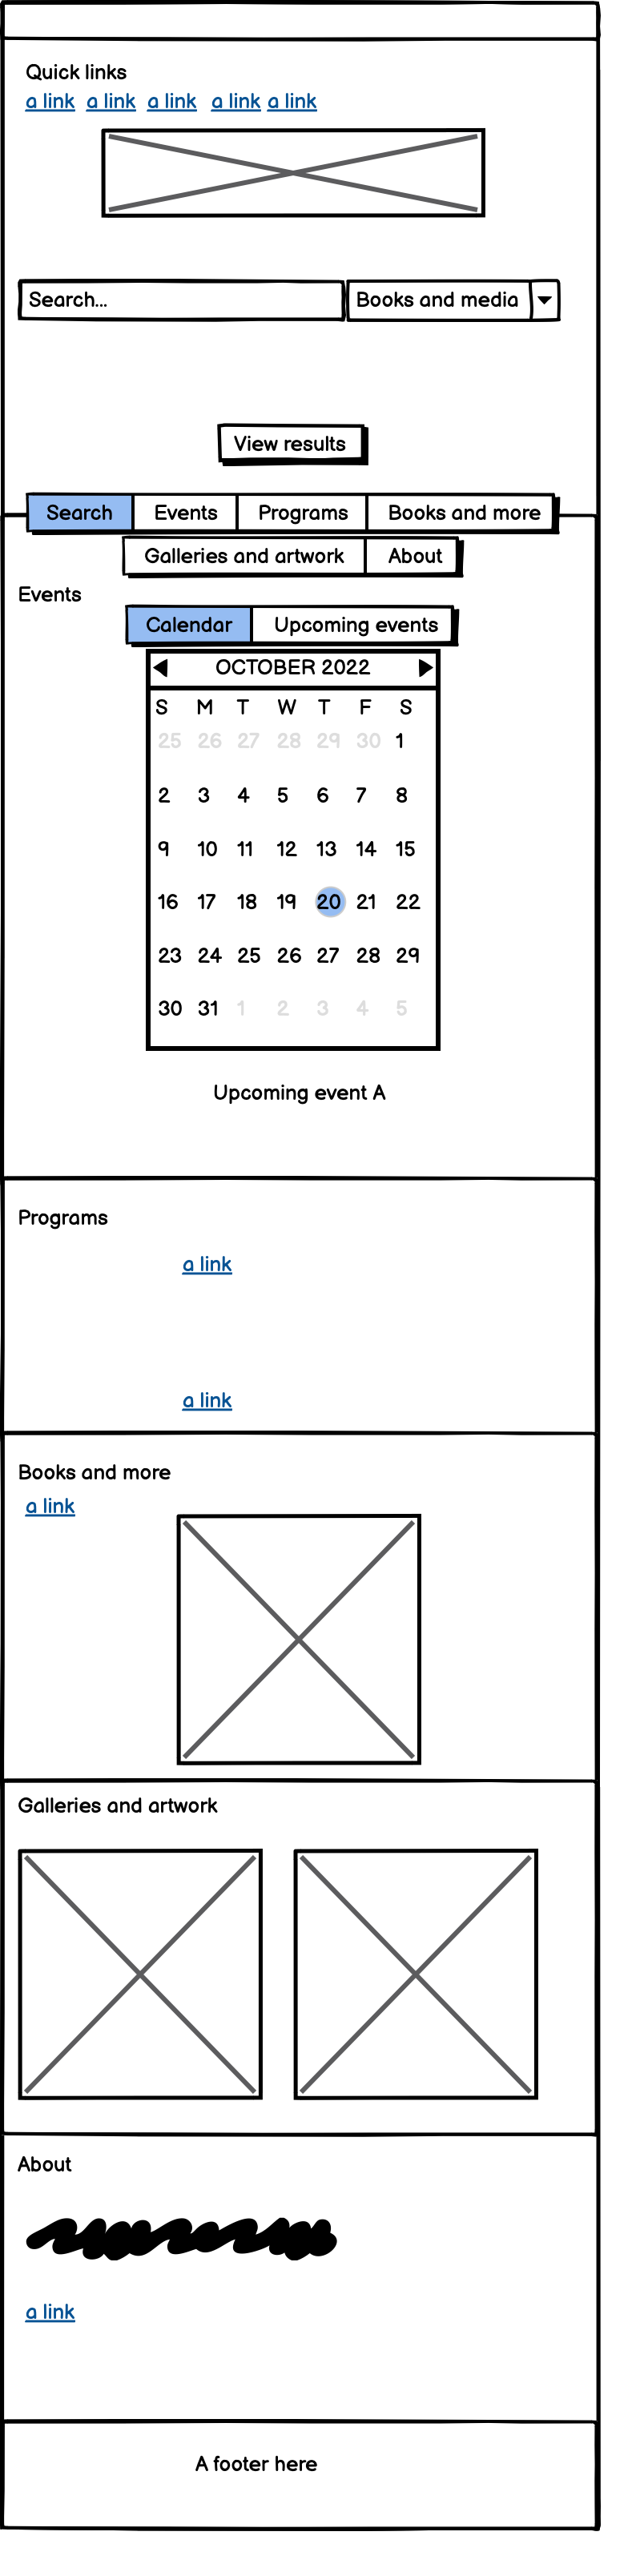 Quick links
a link a link a link a link a link
Search... Books and media
View results
Search Events Programs Books and more
Galleries and artwork About
Events
Calendar Upcoming events
OCTOBER 2022
S M T W T F S
25 26 27 28 29 30 1
2 3 4 5 6 7 8
9 10 11 12 13 14 15
16 17 18 19 20 21 22
23 24 25 26 27 28 29
30 31 1 2 3 4 5
Upcoming event A
Programs
a link
a link
Books and more
a link
Galleries and artwork
About
a link
A footer here